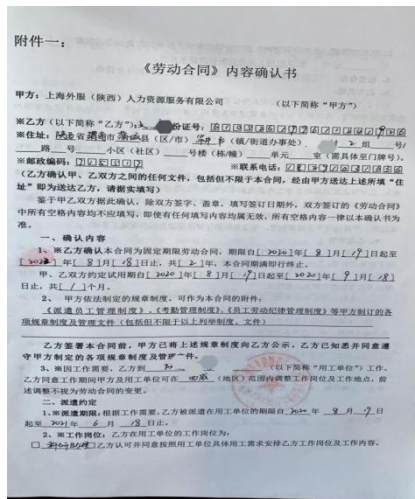 附件一：
《劳动合同》内容确认书
甲方：上海外服（陕西）人力资源服务有限公司 （以下简称“甲方”）
※乙方（以下简称“乙方”）： 份证号：
※住址：陕西省渭南市 县（区/市） （镇/街道办事处） 2 组 号/
路 号 小区（社区） 号楼（栋/幢） 单元 室（需具体至门牌号）。
※邮政编码： ※联系电话：
（乙方确认甲、乙双方之间的任何文件，包括但不限于本合同，经由甲方送达上述所填“住
址”即为送达乙方，请据实填写）
鉴于甲乙双方据此确认，除双方签字、盖章、填写签订日期外，双方签订的《劳动合同》
中所有空格内容均不应填写，即使有任何填写内容均属无效，所有空格内容一律以本确认书为
准。
一、确认内容
1、※乙方确认本合同为固定期限劳动合同，期限自[2020]年[8]月[19]日起至
[2022]年[8]月[18]日止，共[2]年，本合同期满即行终止。
甲、乙双方约定试用期自[2020]年[8]月[19]日起至[2020]年[9]月[18]
日止，共[1]个月。
2、 甲方依法制定的规章制度，可作为本合同的附件：
《派遣员工管理制度》、《考勤管理制度》、《员工劳动纪律管理制度》等甲方制订的各
项规章制度及管理文件（包括但不限于以上列举制度、文件）
乙方签署本合同前，甲方已将上述规章制度向乙方公示，乙方已知悉并同意遵
守甲方制定的各项规章制度及管理文件。
3、※因工作需要，乙方到 （以下简称“用工单位”）工作，
乙方同意工作期间甲方及用工单位可在 （地区）范围内调整工作岗位及工作地点，前
述调整不视为劳动合同的变更。
二、派遣约定
1、※派遣期限：根据工作需要，乙方被派遣在用工单位的期限自 2020 年 8 月 19 日
起至 2021 年 6 月 18 日止。
2、※工作岗位：乙方在用工单位的工作岗位为：
乙方认可并同意按照用工单位具体用工需求安排乙方工作岗位及工作内容。